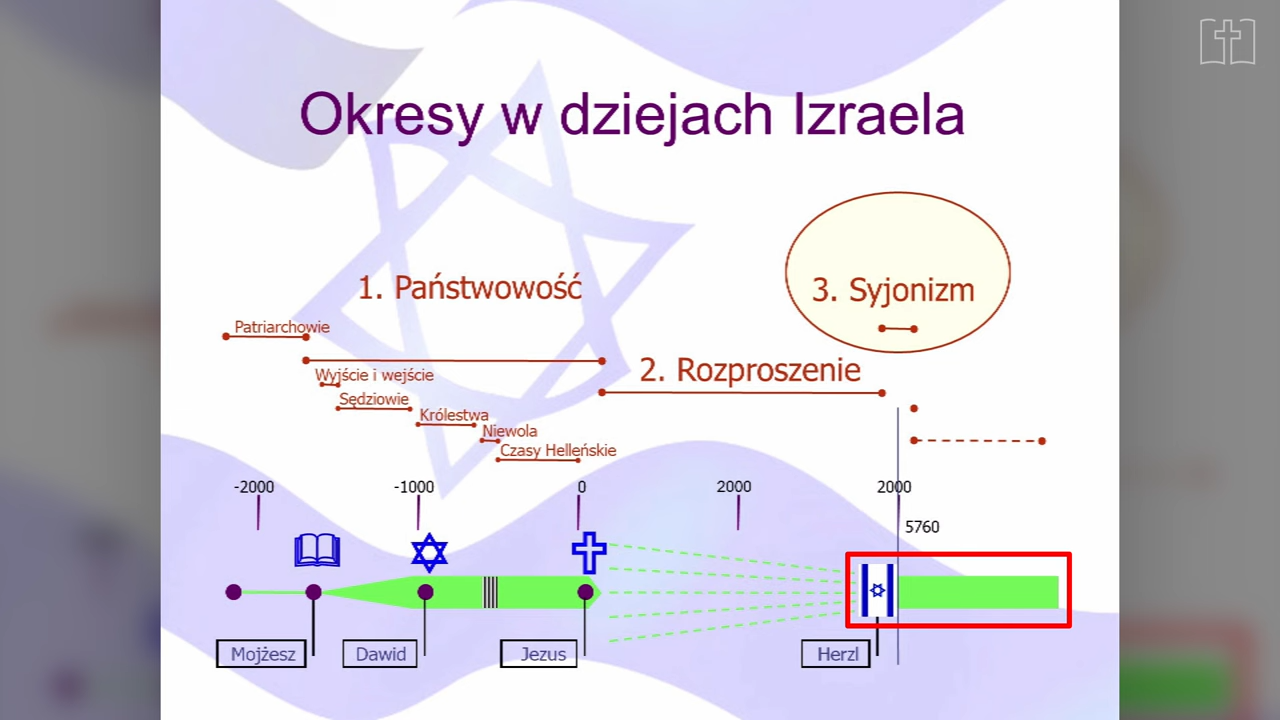 Okresy w dziejach Izraela
1. Państwowość
3. Syjonizm
Patriarchowie
2. Rozproszenie
Wyjście i wejście
Sędziowie
Królestwa
Niewola
Czasy Helleńskie
-2000
-1000
0
2000
2000
5760
Mojżesz
Dawid
Jezus
Herzl